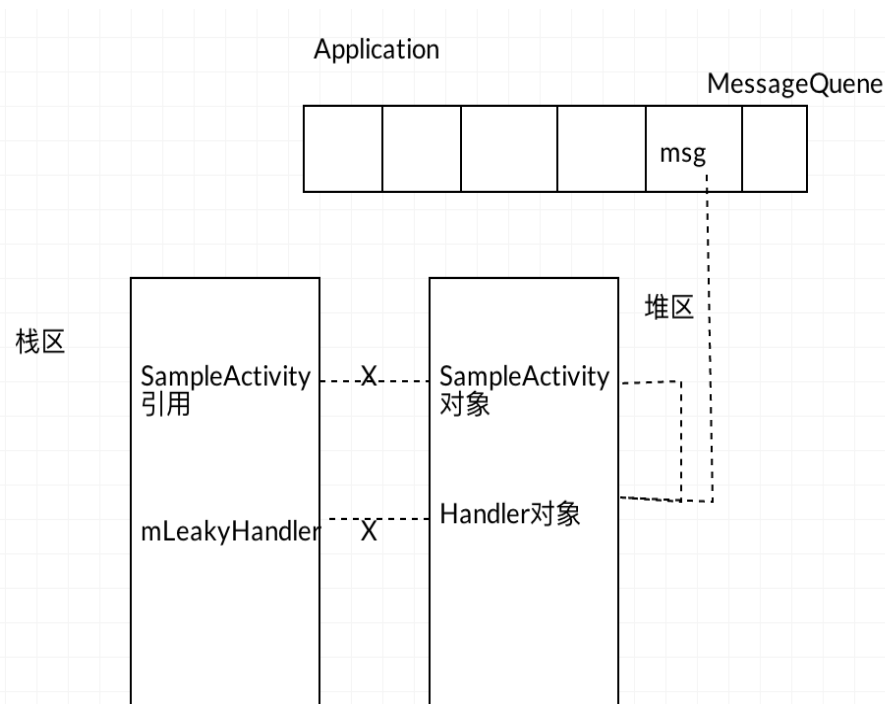 Application
MessageQuene
msg
堆区
栈区
SampleActivity
引用
X
SampleActivity
对象
mLeakyHandler
X
Handler对象